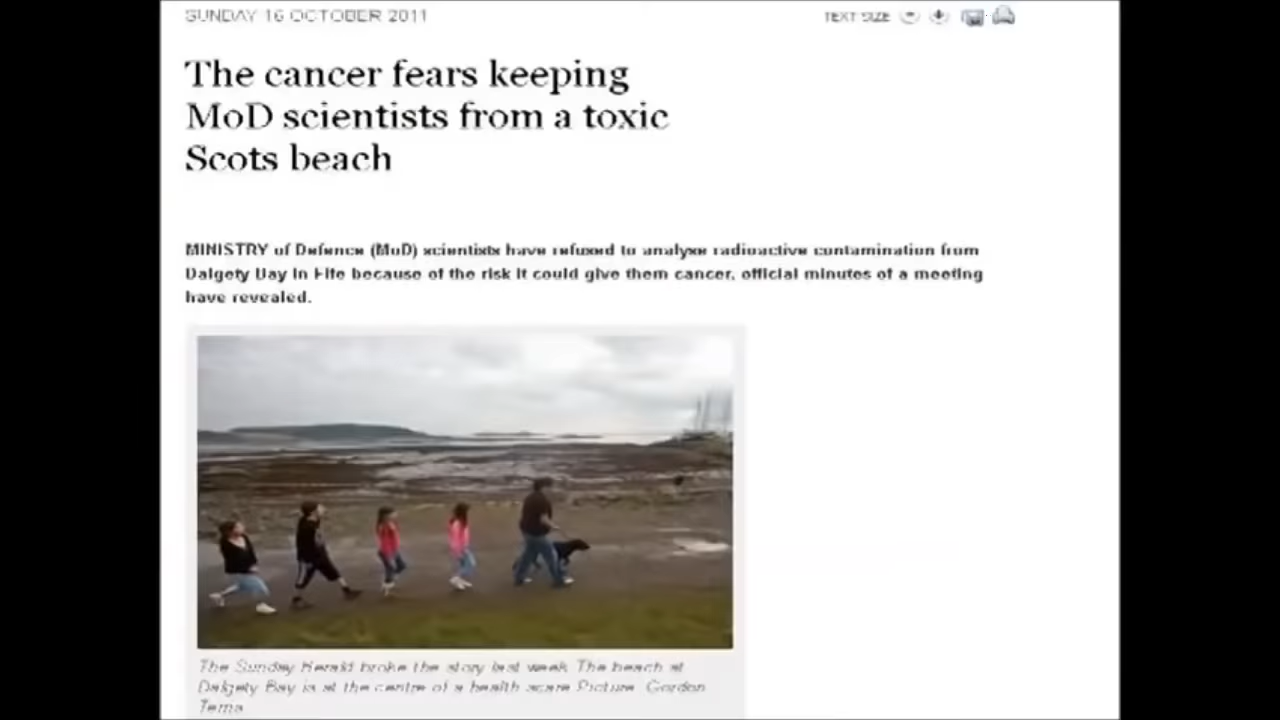 SUNDAY 16 OCTOBER 2011
TEXT SIZE
The cancer fears keeping
MoD scientists from a toxic
Scots beach
MINISTRY of Defence (MoD) scientists have refused to analyse radioactive contamination from
Dalgety Bay in Fife because of the risk it could give them cancer, official minutes of a meeting
have revealed.
The Sunday Herald broke the story last week The beach at
Dalgety Bay is at the centre of a health scare Picture: Gordon